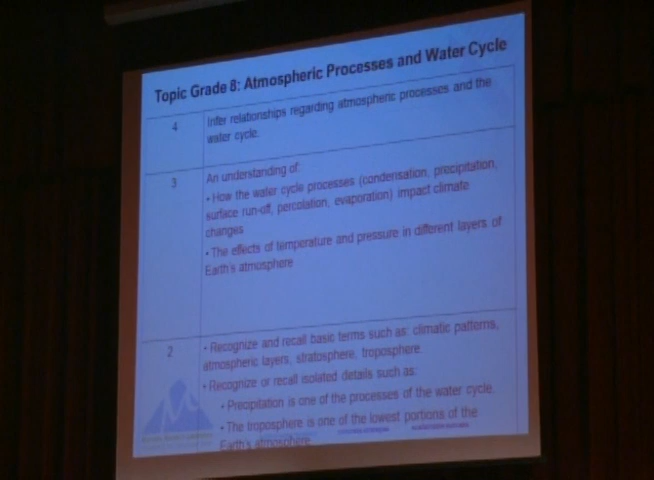 Topic Grade 8: Atmospheric Processes and Water Cycle
4
Infer relationships regarding atmospheric processes and the
water cycle.
3
An understanding of:
• How the water cycle processes (condensation, precipitation,
surface run-off, percolation, evaporation) impact climate
changes
• The effects of temperature and pressure in different layers of
Earth's atmosphere
2
• Recognize and recall basic terms such as: climatic patterns,
atmospheric layers, stratosphere, troposphere
• Recognize or recall isolated details such as:
• Precipitation is one of the processes of the water cycle.
• The troposphere is one of the lowest portions of the
Earth's atmosphere